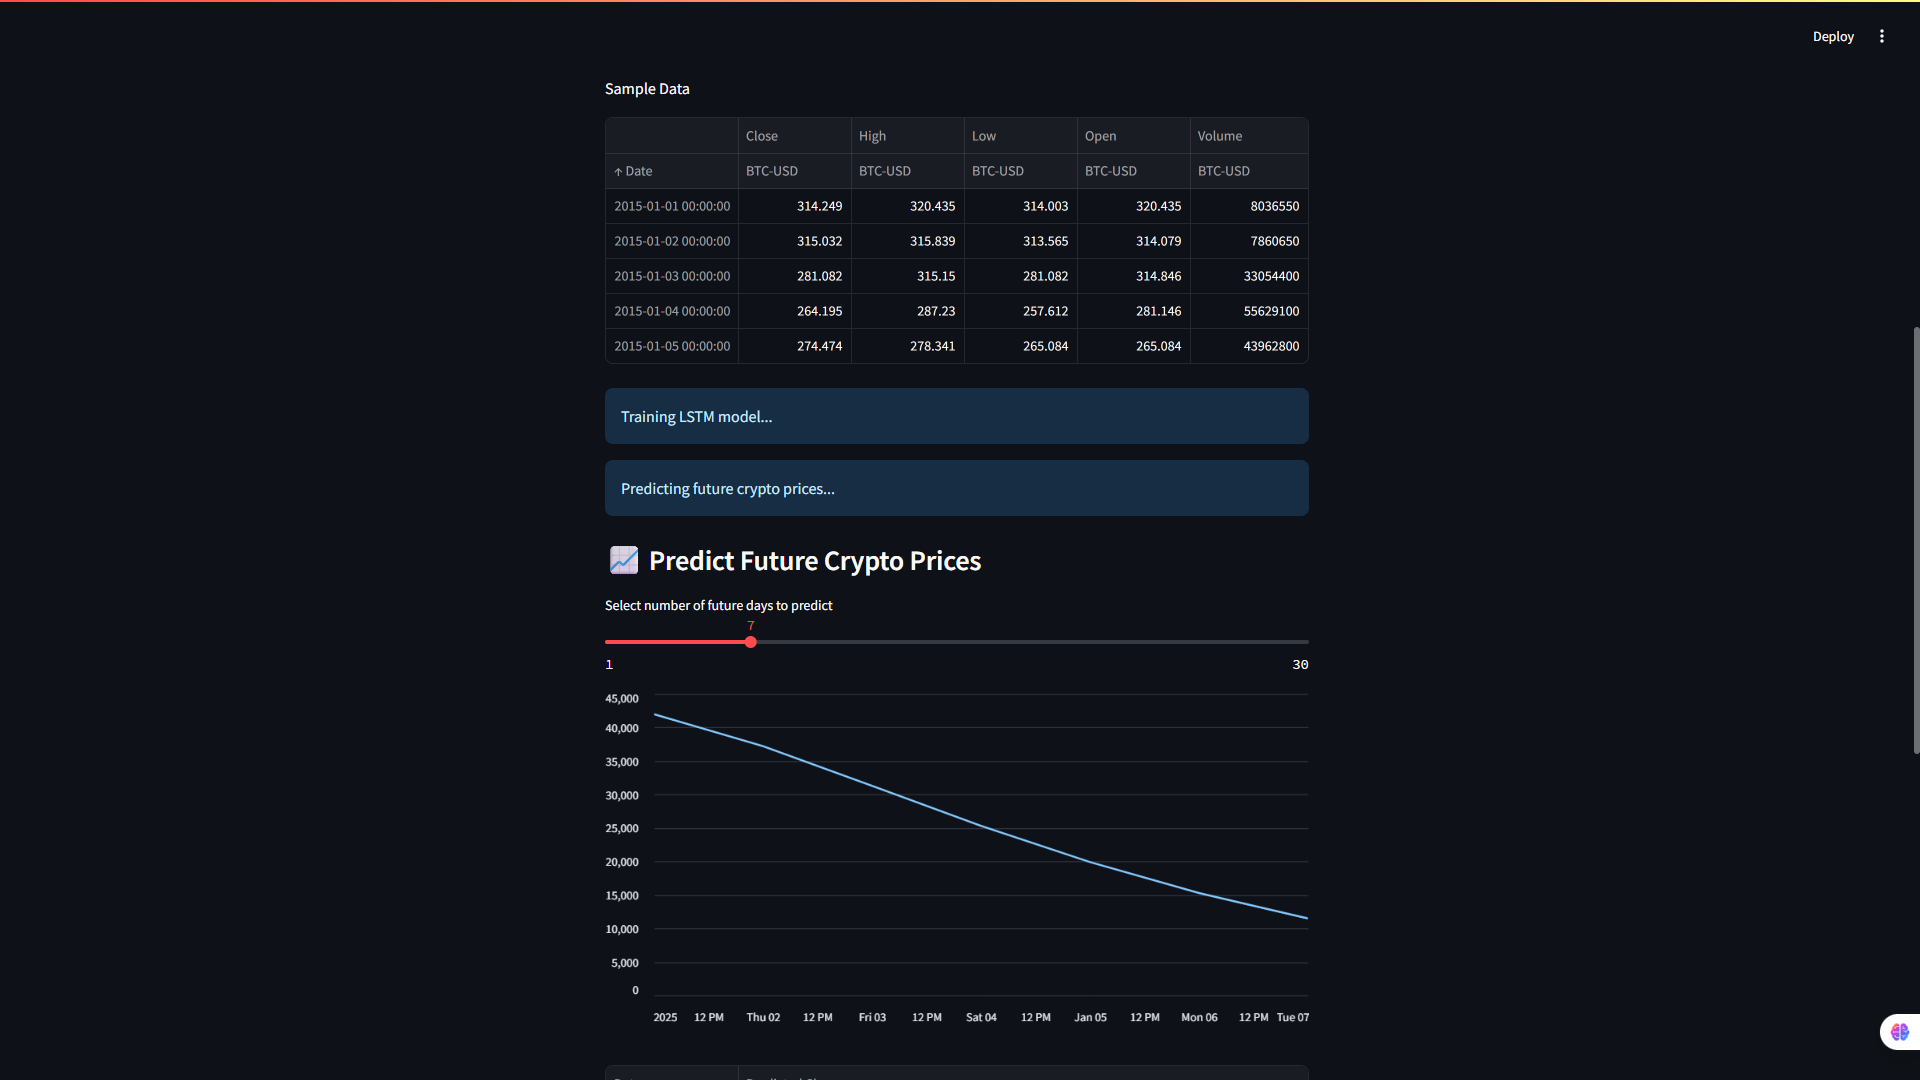 Deploy
Sample Data
Close High Low Open Volume
↑ Date BTC-USD BTC-USD BTC-USD BTC-USD BTC-USD
2015-01-01 00:00:00 314.249 320.435 314.003 320.435 8036550
2015-01-02 00:00:00 315.032 315.839 313.565 314.079 7860650
2015-01-03 00:00:00 281.082 315.15 281.082 314.846 33054400
2015-01-04 00:00:00 264.195 287.23 257.612 281.146 55629100
2015-01-05 00:00:00 274.474 278.341 265.084 265.084 43962800
Training LSTM model...
Predicting future crypto prices...
Predict Future Crypto Prices
Select number of future days to predict
7
1 30
45,000
40,000
35,000
30,000
25,000
20,000
15,000
10,000
5,000
0
2025 12 PM Thu 02 12 PM Fri 03 12 PM Sat 04 12 PM Jan 05 12 PM Mon 06 12 PM Tue 07